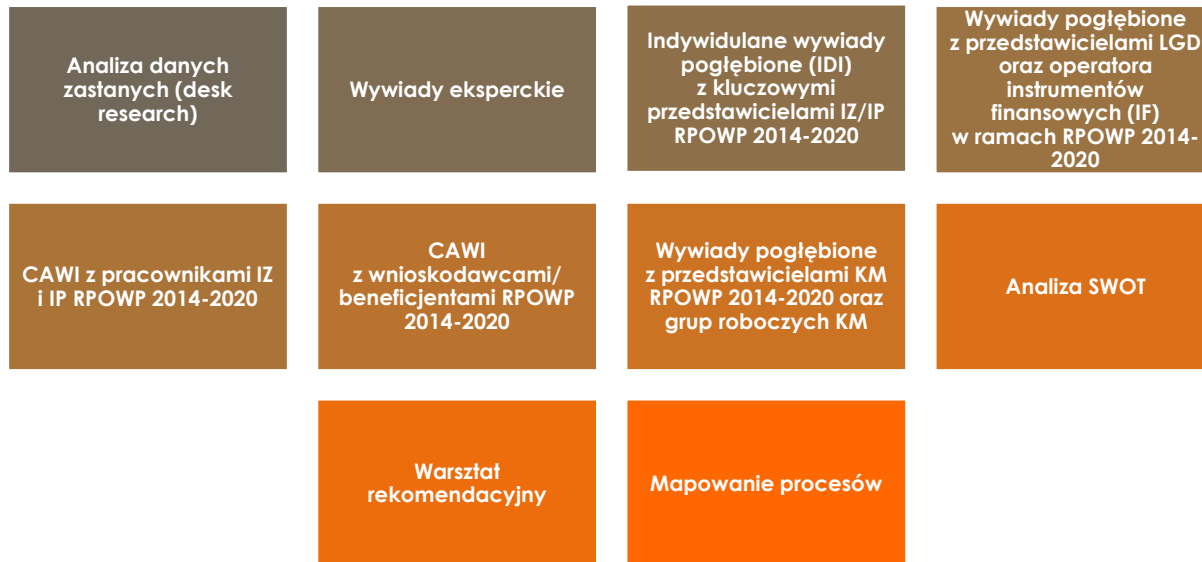 Analiza danych
zastanych (desk
research)
Wywiady eksperckie
Indywidulane wywiady
pogłębione (IDI)
z kluczowymi
przedstawicielami IZ/IP
RPOWP 2014-2020
Wywiady pogłębione
z przedstawicielami LGD
oraz operatora
instrumentów
finansowych (IF)
w ramach RPOWP 2014-
2020
CAWI z pracownikami IZ
i IP RPOWP 2014-2020
CAWI
z wnioskodawcami/
beneficjentami RPOWP
2014-2020
Wywiady pogłębione
z przedstawicielami KM
RPOWP 2014-2020 oraz
grup roboczych KM
Analiza SWOT
Warsztat
rekomendacyjny
Mapowanie procesów